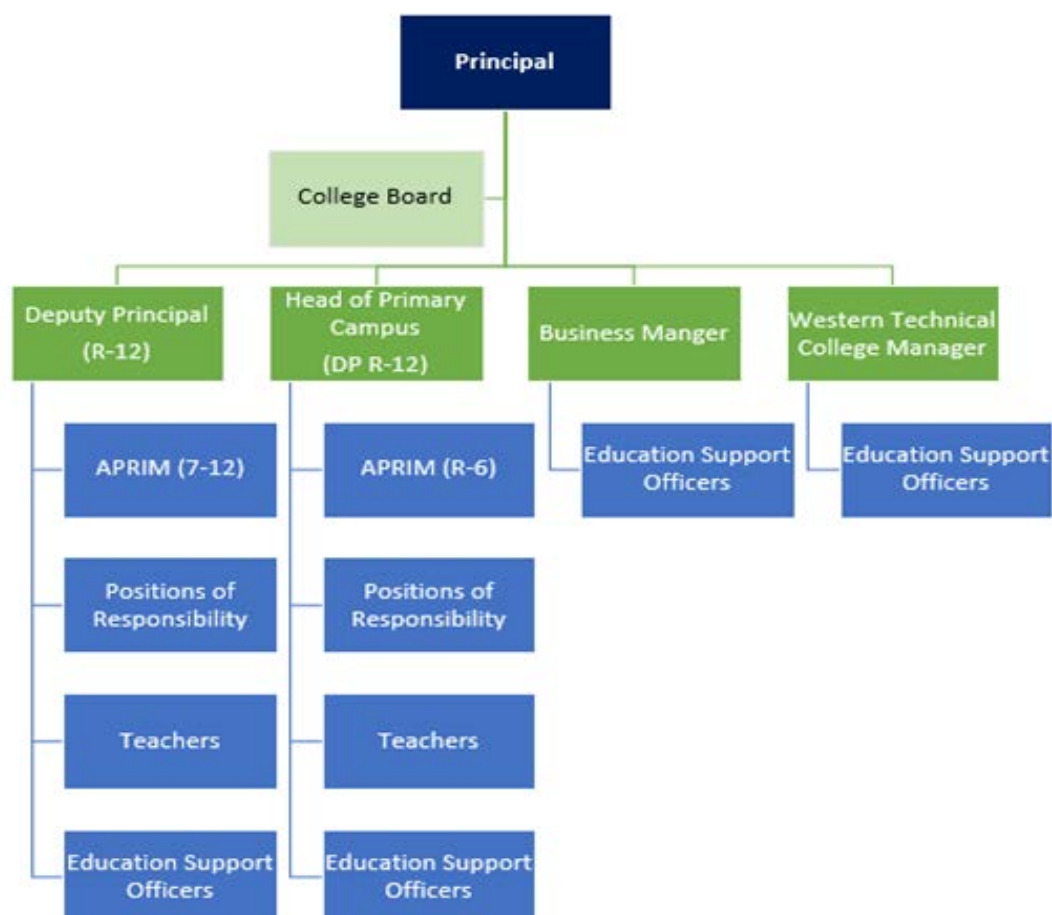 Principal
College Board
Deputy Principal
(R-12)
Head of Primary
Campus
(DP R-12)
Business Manger
Western Technical
College Manager
APRIM (7-12)
APRIM (R-6)
Education Support
Officers
Education Support
Officers
Positions of
Responsibility
Positions of
Responsibility
Teachers
Teachers
Education Support
Officers
Education Support
Officers